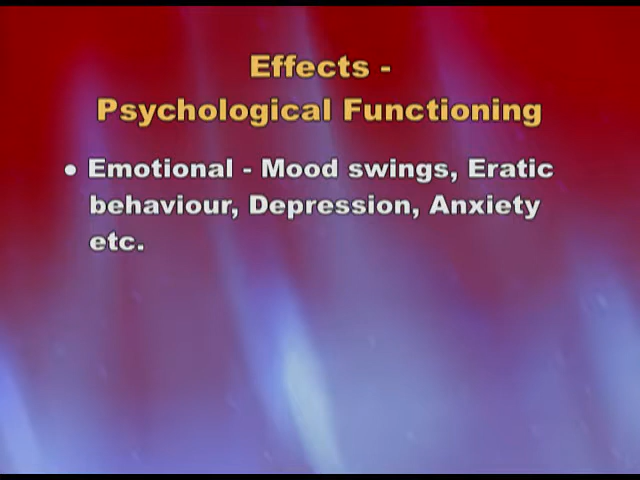 Effects -
Psychological Functioning
• Emotional - Mood swings, Eratic
behaviour, Depression, Anxiety
etc.